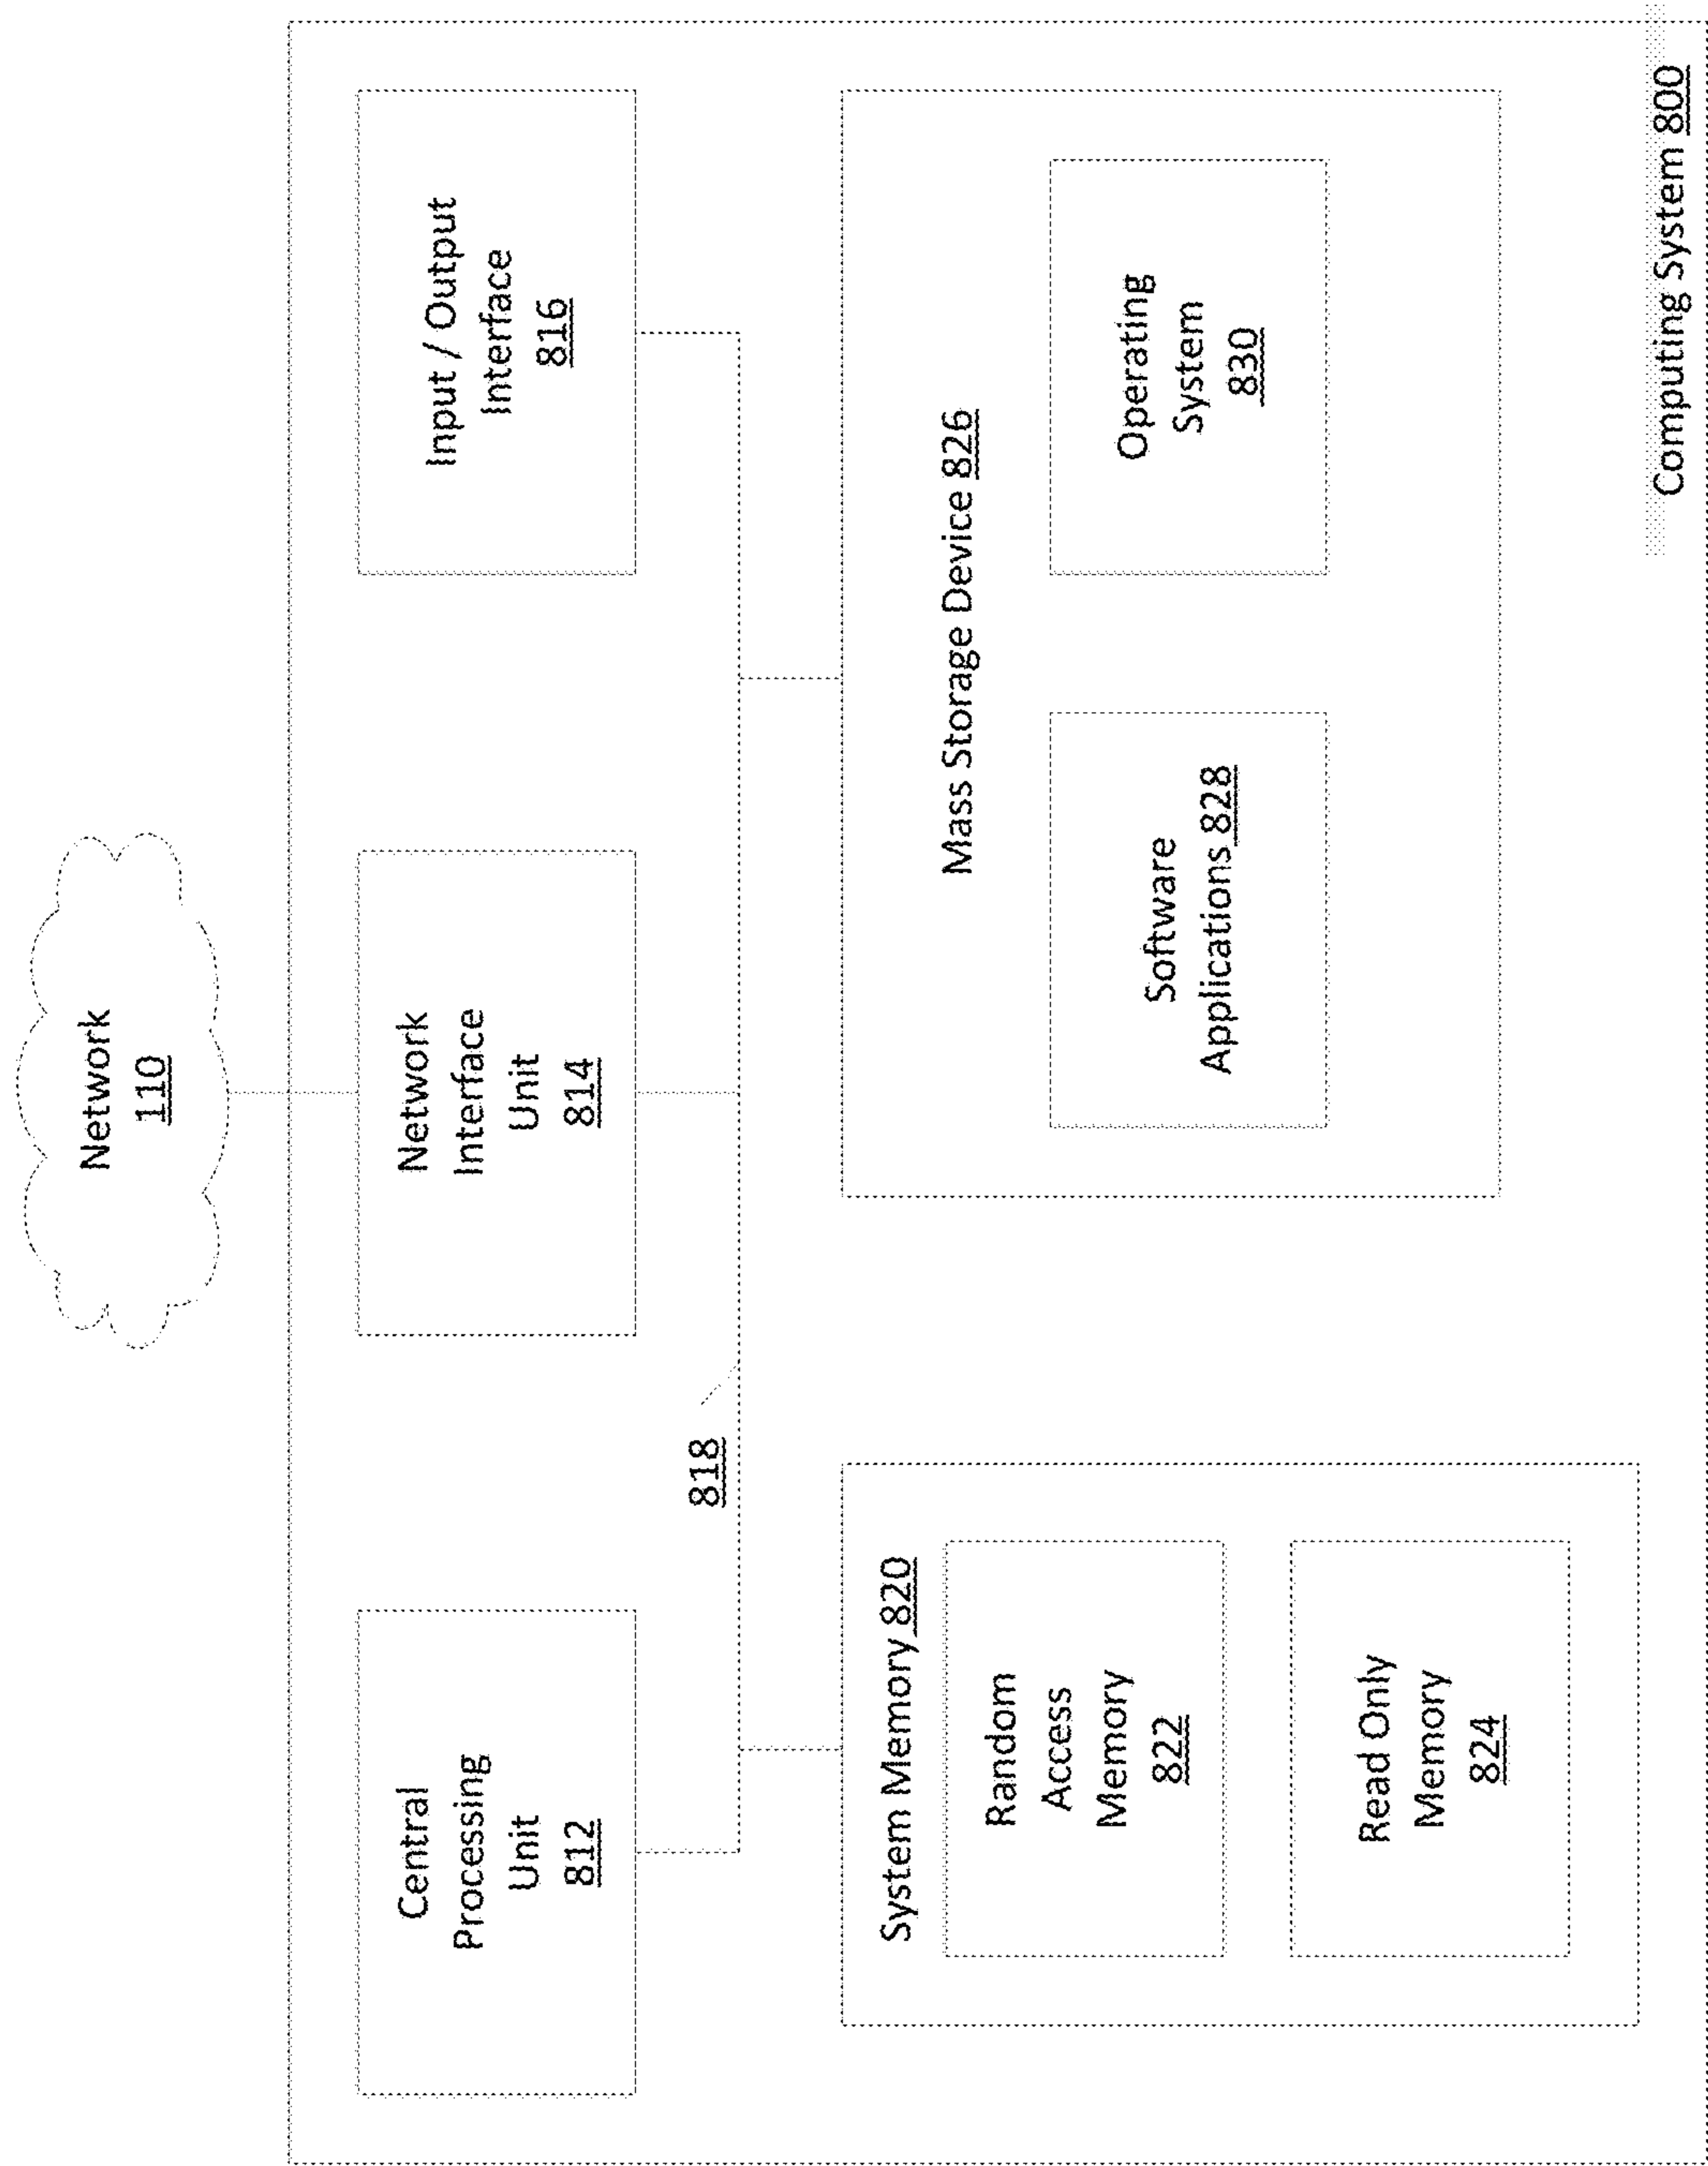 Network
110
Central
Processing
Unit
812
Network
Interface
Unit
814
Input / Output
Interface
816
818
System Memory 820
Random
Access
Memory
822
Read Only
Memory
824
Mass Storage Device 826
Software
Applications 828
Operating
System
830
Computing System 800